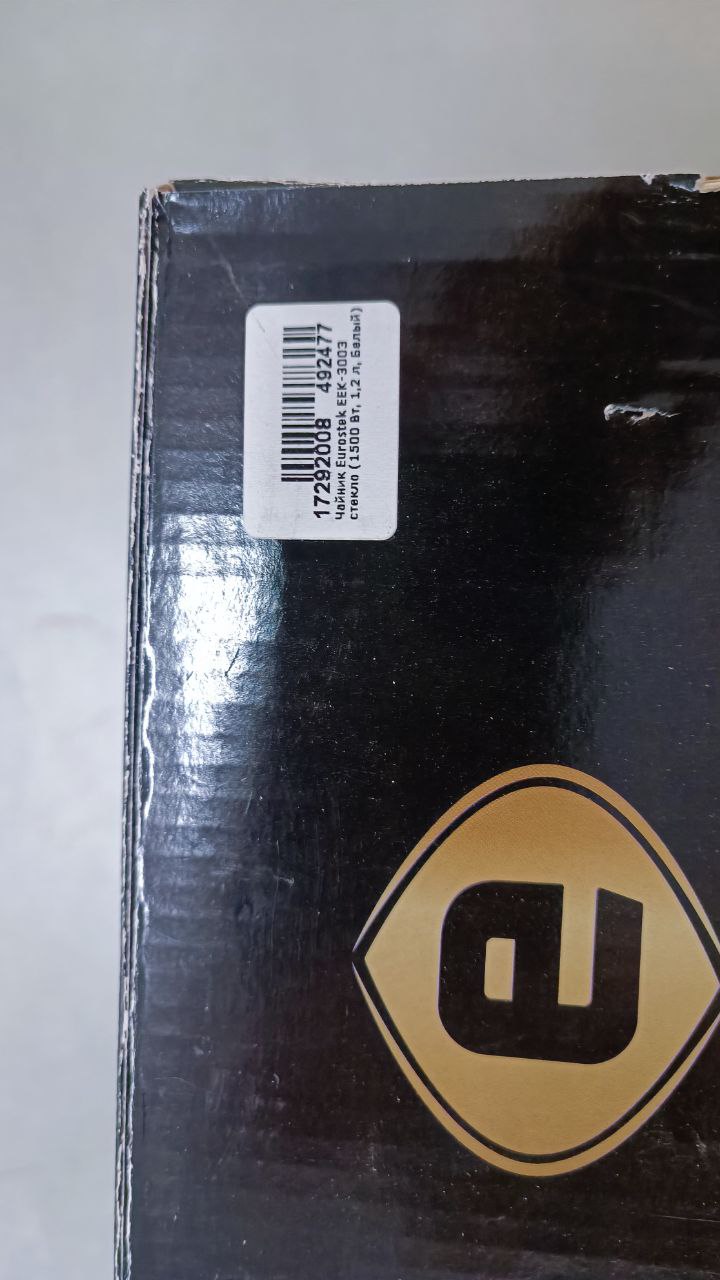 17292008 492477
Чайник Eurostek EEK-3003
стекло (1500 Вт, 1,2 л, Белый)
e